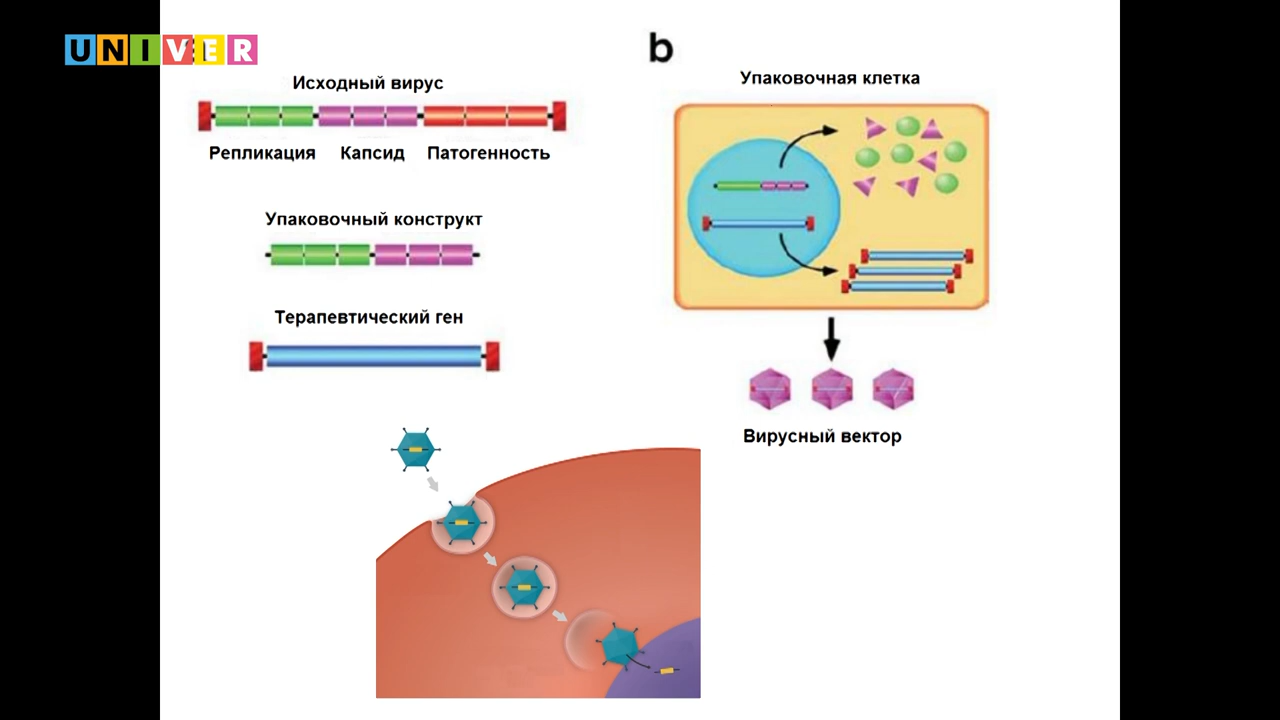 UNIVER
Исходный вирус
Репликация Капсид Патогенность
Упаковочный конструкт
Терапевтический ген
b
Упаковочная клетка
Вирусный вектор